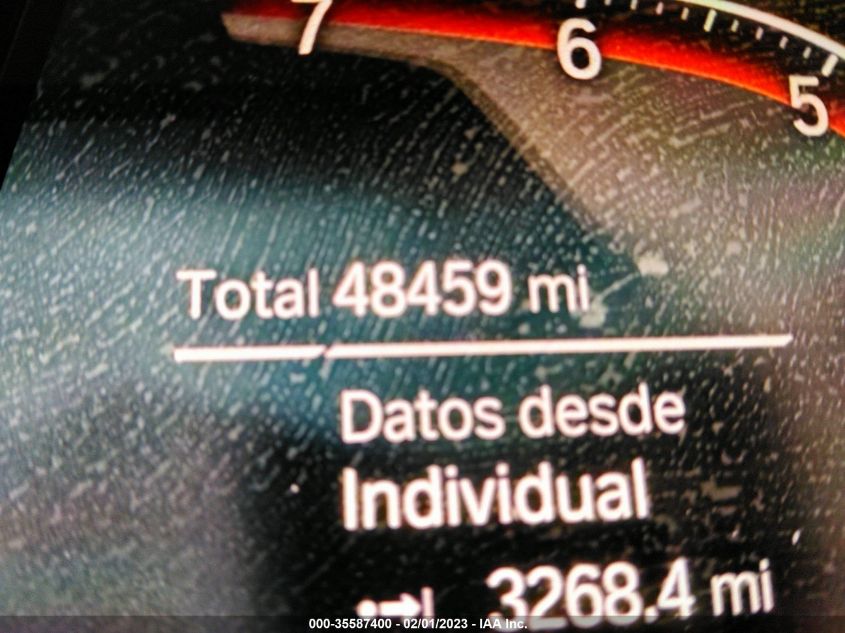 7
6
5
Total 48459 mi
Datos desde
Individual
3268.4 mi
000-35587400 - 02/01/2023 - IAA Inc.